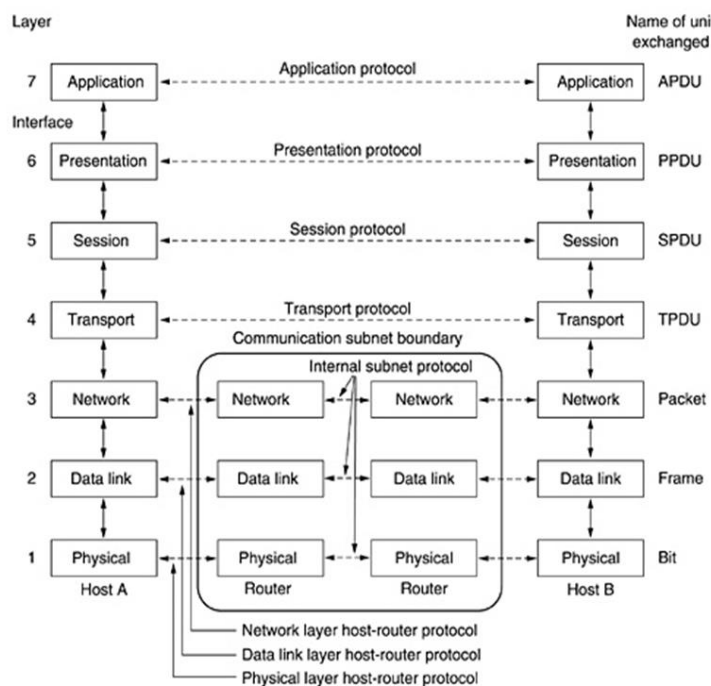 Layer
Name of uni
exchanged
7 Application Application protocol Application APDU
Interface
6 Presentation Presentation protocol Presentation PPDU
5 Session Session protocol Session SPDU
4 Transport Transport protocol Transport TPDU
Communication subnet boundary
Internal subnet protocol
3 Network Network Network Network Packet
2 Data link Data link Data link Data link Frame
1 Physical Physical Physical Physical Bit
Host A Router Router Host B
Network layer host-router protocol
Data link layer host-router protocol
Physical layer host-router protocol